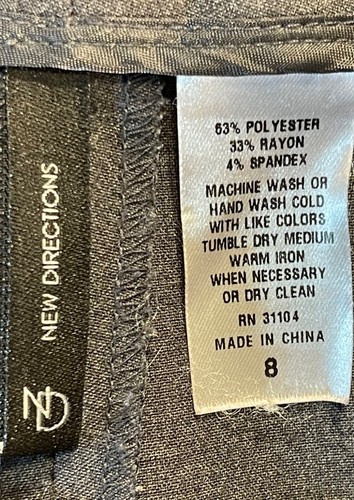 NEW DIRECTIONS
ND
63% POLYESTER
33% RAYON
4% SPANDEX
MACHINE WASH OR
HAND WASH COLD
WITH LIKE COLORS
TUMBLE DRY MEDIUM
WARM IRON
WHEN NECESSARY
OR DRY CLEAN
RN 31104
MADE IN CHINA
8